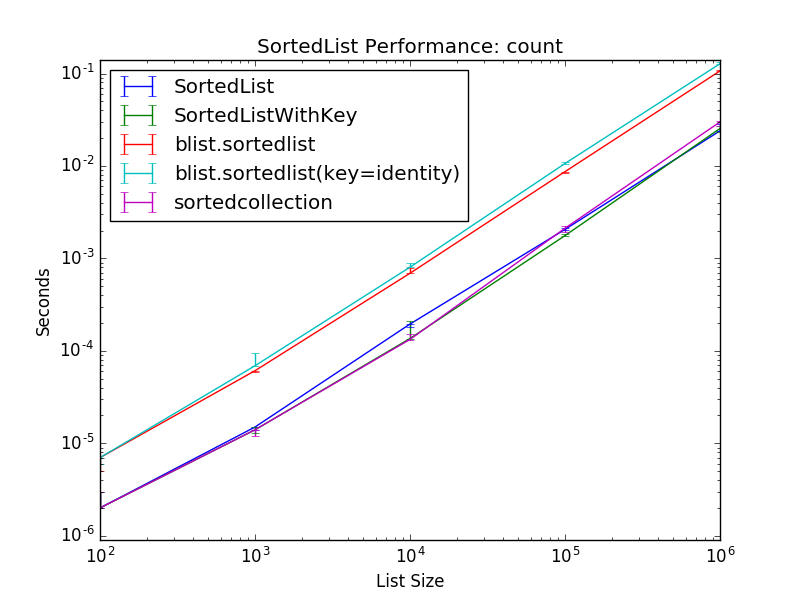 SortedList Performance: count
10^-1
10^-2
10^-3
10^-4
10^-5
10^-6
Seconds
SortedList
SortedListWithKey
blist.sortedlist
blist.sortedlist(key=identity)
sortedcollection
10^2 10^3 10^4 10^5 10^6
List Size